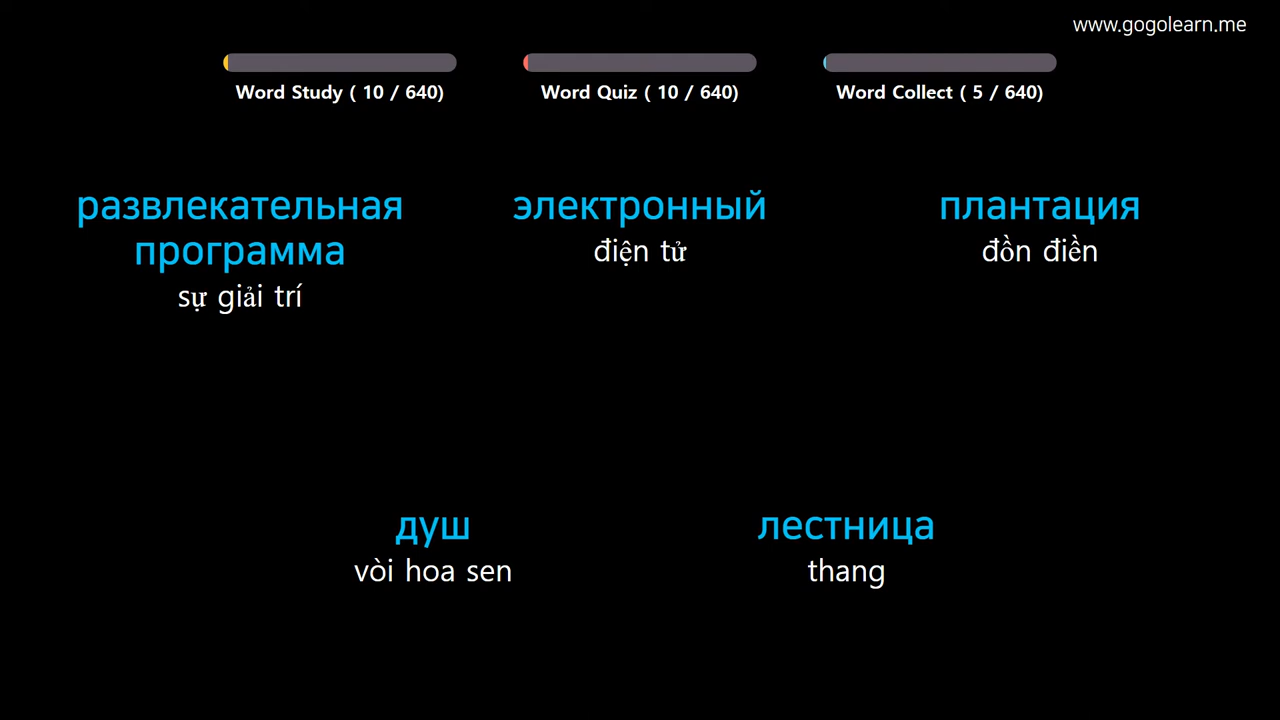 www.gogolearn.me
Word Study ( 10 / 640)
Word Quiz ( 10 / 640)
Word Collect ( 5 / 640)
развлекательная
программа
sự giải trí
электронный
điện tử
плантация
đồn điền
душ
vòi hoa sen
лестница
thang